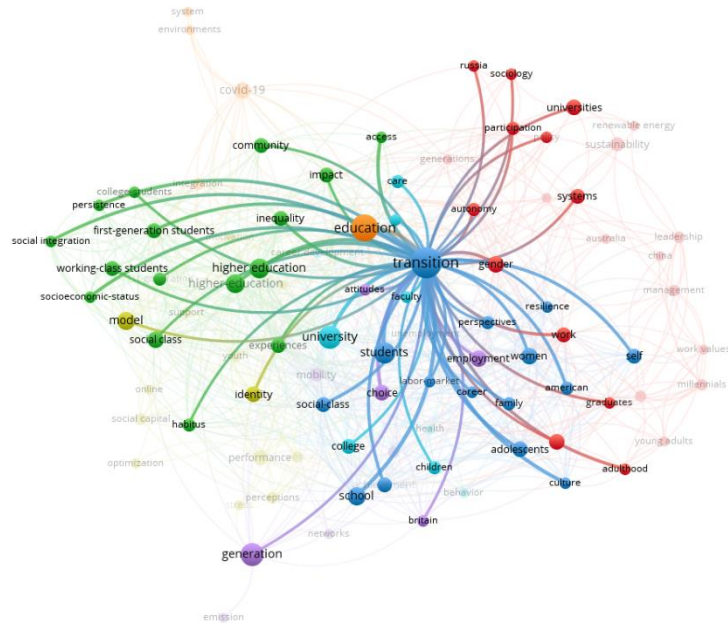 system
environments
russia
sociology
covid-19
universities
renewable energy
participation
community
access
policy
sustainability
generations
impact
care
college students
integration
persistence
systems
autonomy
inequality
education
first-generation students
social integration
leadership
australia
transition
china
working-class students
higher education
gender
higher-education
attitudes
faculty
management
socioeconomic-status
support
resilience
model
perspectives
unemployment
work
university
social class
experiences
youth
students
employment
women
self
work values
mobility
labor-market
online
identity
choice
career
american
millennials
social-class
family
graduates
social capital
habitus
health
college
adolescents
young adults
optimization
performance
children
adulthood
culture
behavior
perceptions
school
britain
networks
generation
emission